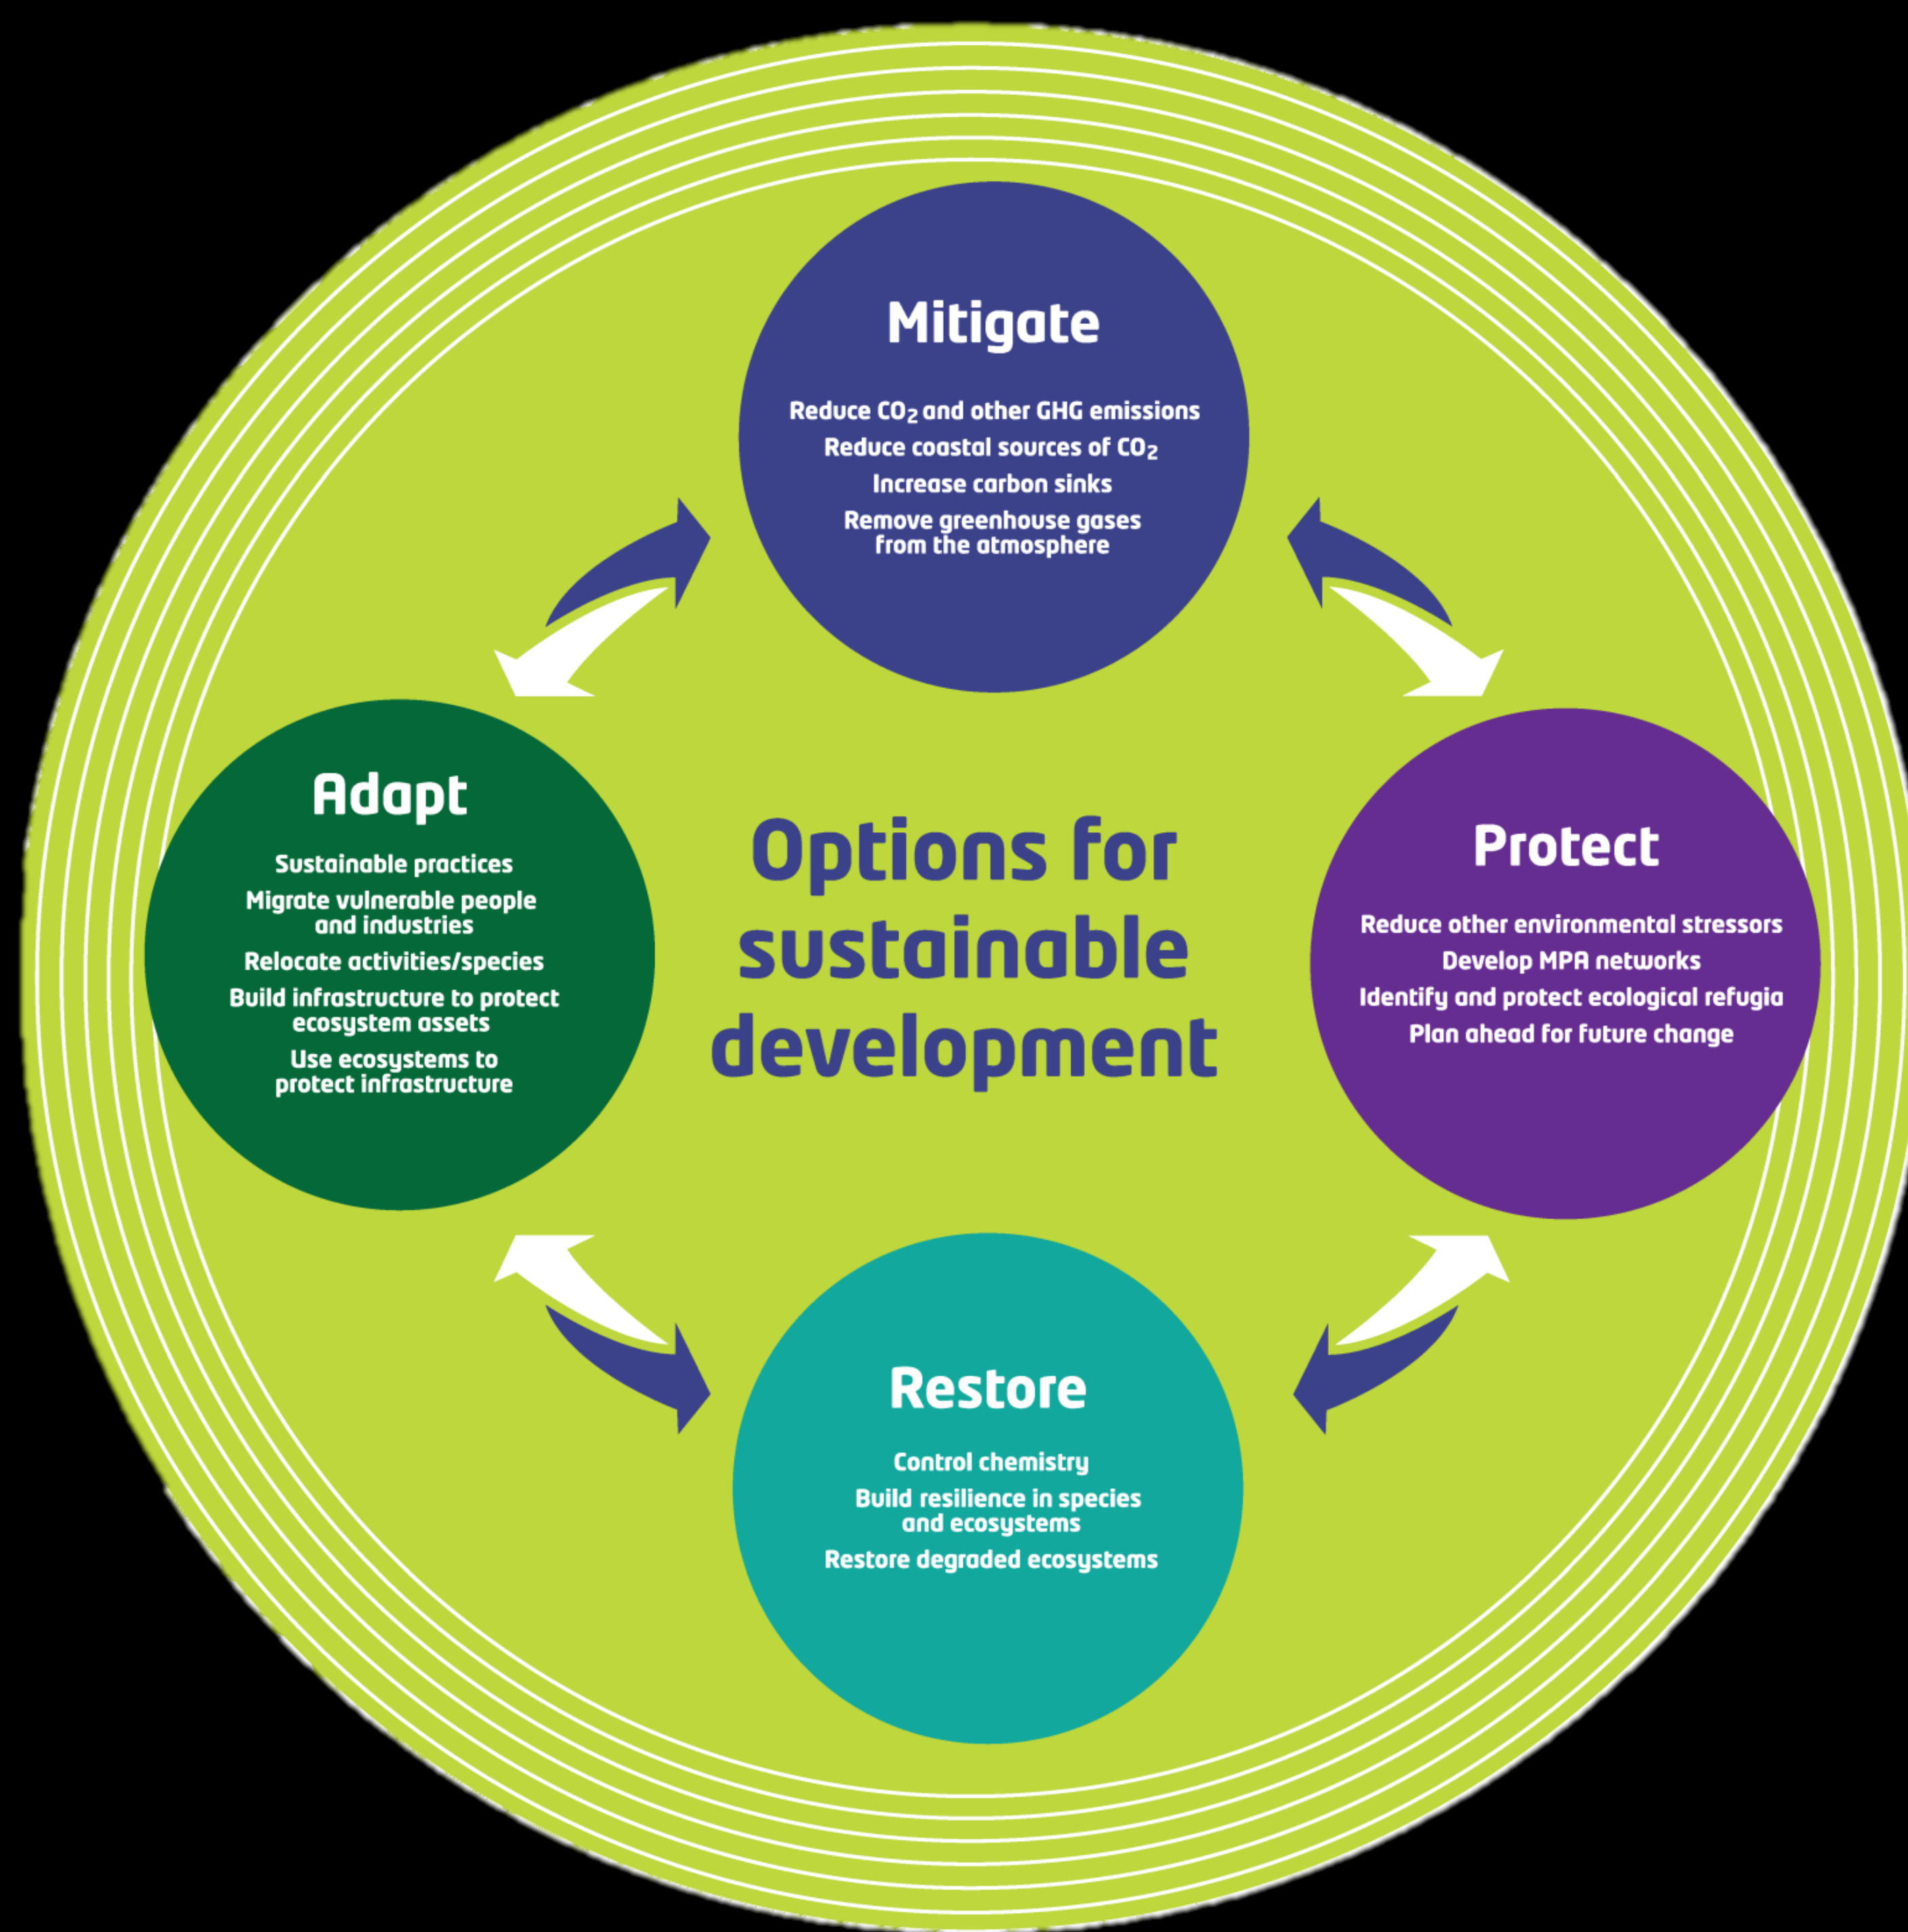 Mitigate
Reduce CO₂ and other GHG emissions
Reduce coastal sources of CO₂
Increase carbon sinks
Remove greenhouse gases
from the atmosphere
Adapt
Sustainable practices
Migrate vulnerable people
and industries
Relocate activities/species
Build infrastructure to protect
ecosystem assets
Use ecosystems to
protect infrastructure
Options for
sustainable
development
Protect
Reduce other environmental stressors
Develop MPA networks
Identify and protect ecological refugia
Plan ahead for future change
Restore
Control chemistry
Build resilience in species
and ecosystems
Restore degraded ecosystems